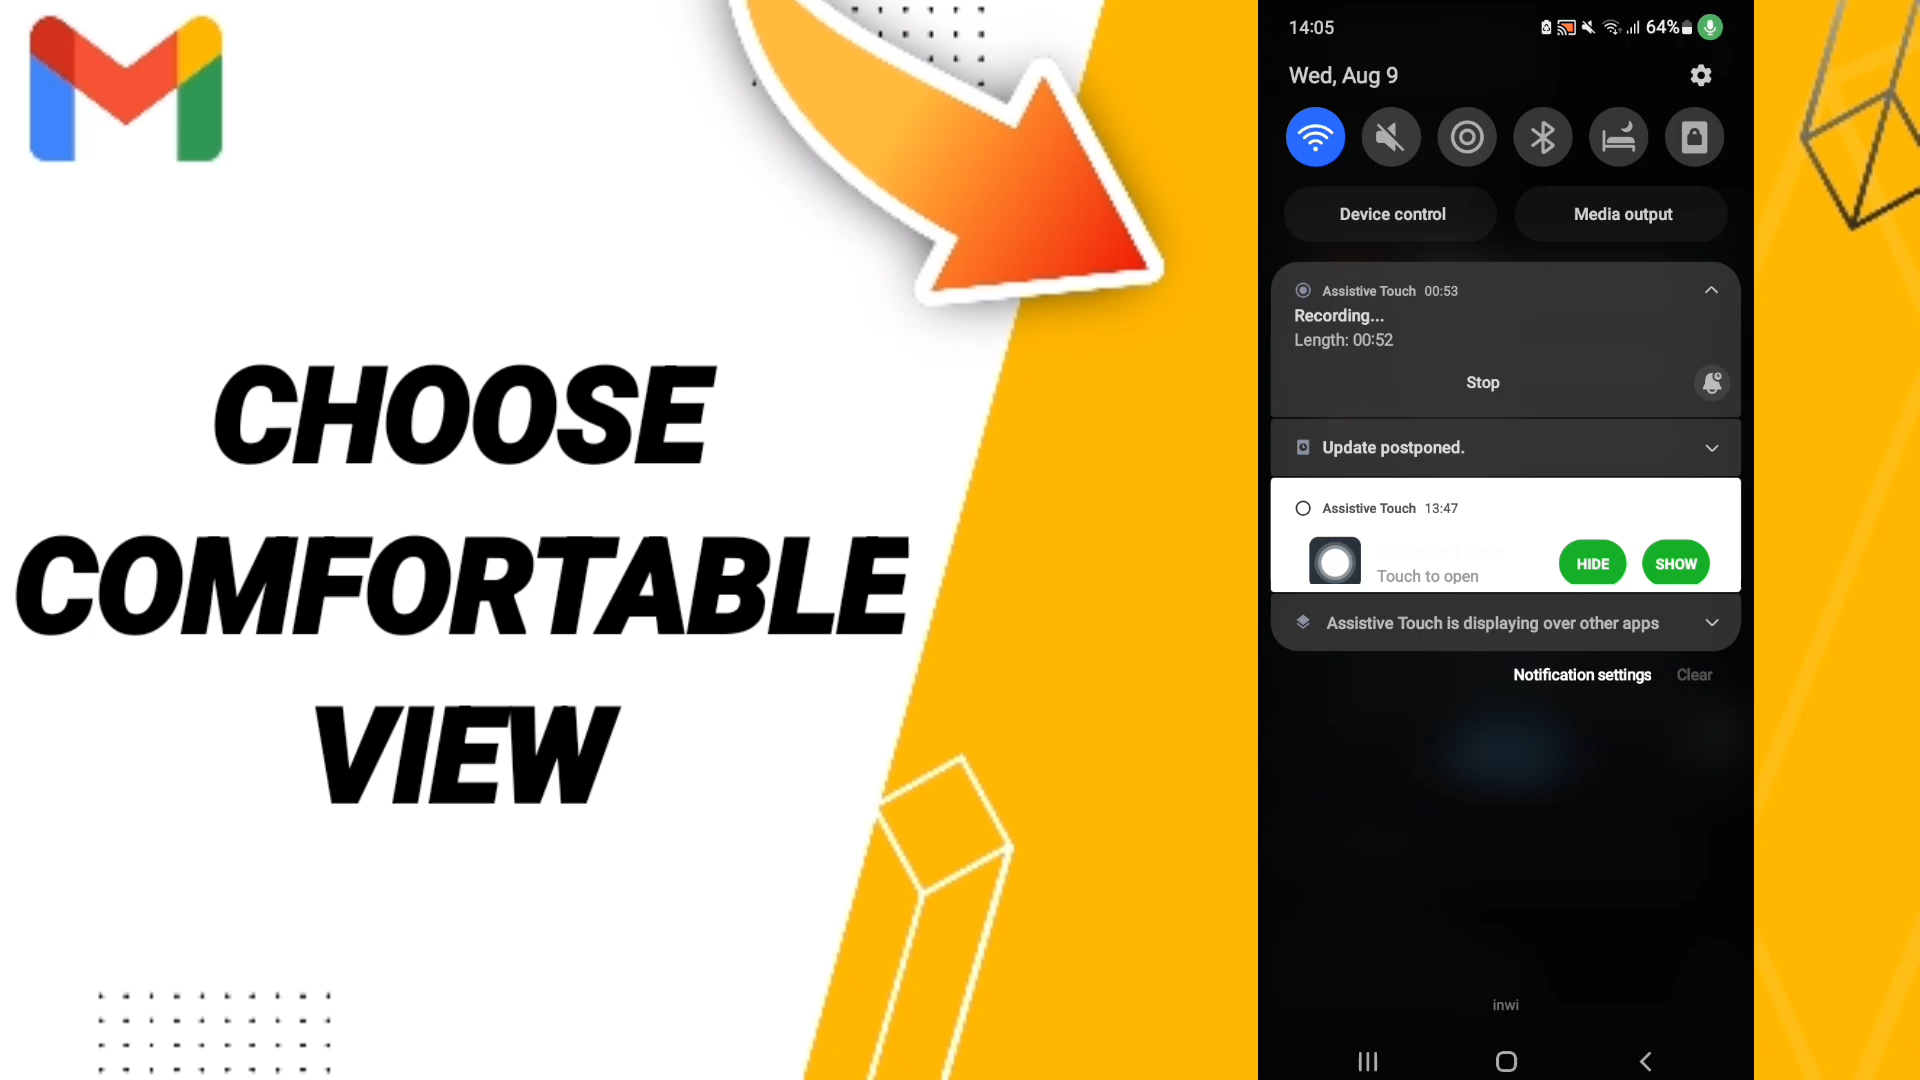 CHOOSE
COMFORTABLE
VIEW
14:05
64%
Wed, Aug 9
Device control
Media output
Assistive Touch 00:53
Recording...
Length: 00:52
Stop
Update postponed.
Assistive Touch 13:47
Touch to open
HIDE
SHOW
Assistive Touch is displaying over other apps
Notification settings
Clear
inwi